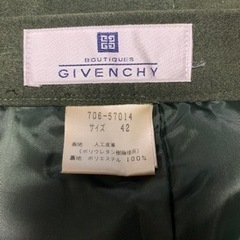 BOUTIQUES
GIVENCHY
706-57014
サイズ 42
表地 人工皮革
(ポリウレタン樹脂使用)
裏地 ポリエステル 100%